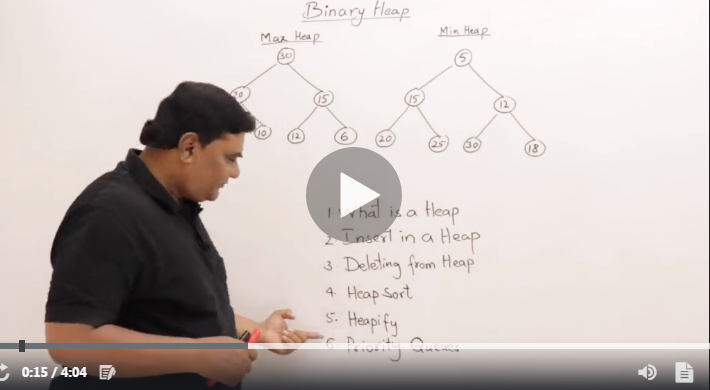 Binary Heap
Max Heap
Min Heap
30
5
15
15
12
10
12
6
20
25
30
18
1. What is a Heap
2. Insert in a Heap
3. Deleting from Heap
4. Heap Sort
5. Heapify
6 Priority Queues
0:15 / 4:04